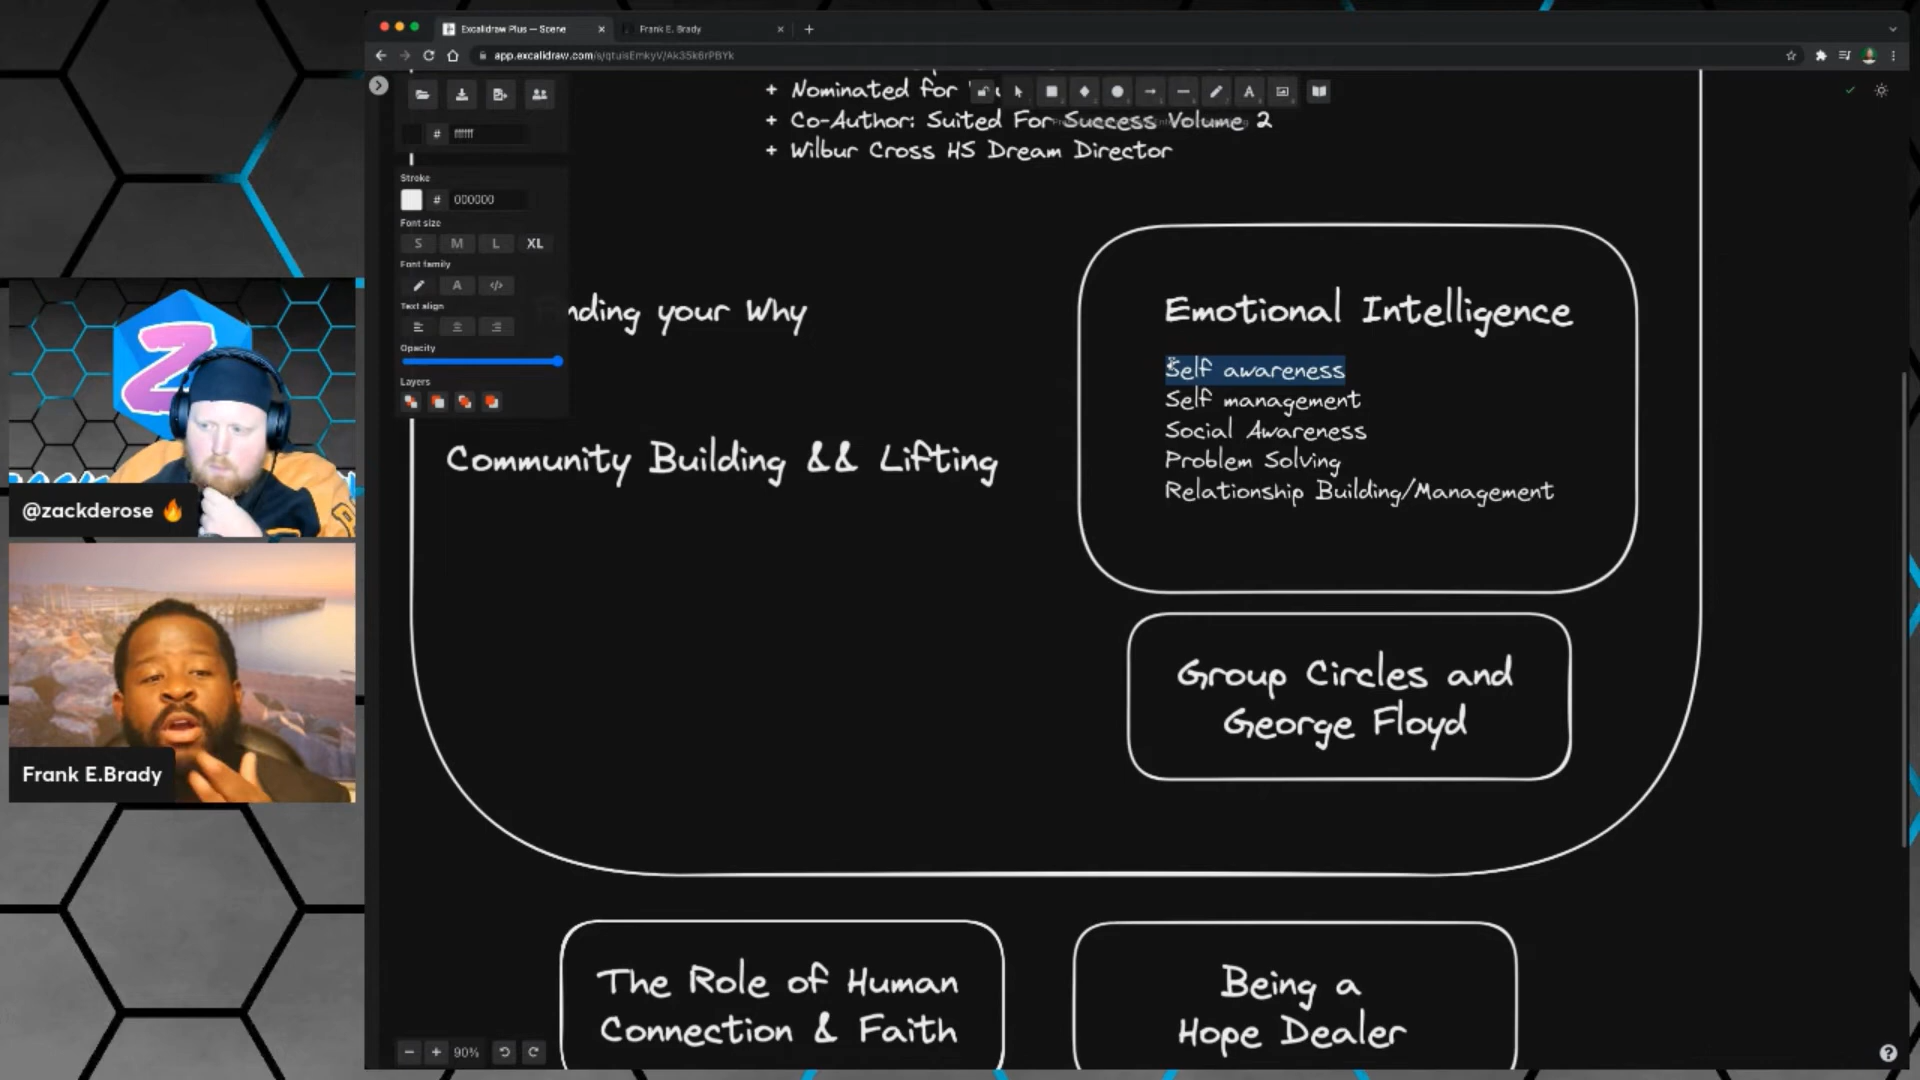 Excalidraw Plus — Scene
Frank E. Brady
app.excalidraw.com/s/qtuisEmkyV/Ak35k6rPBYk
+ Nominated for
+ Co-Author: Suited For Success Volume 2
+ Wilbur Cross HS Dream Director
# ffffff
Stroke
# 000000
Font size
S M L XL
Font family
A </>
Text align
Opacity
Layers
nding your Why
Community Building && Lifting
Emotional Intelligence
Self awareness
Self management
Social Awareness
Problem Solving
Relationship Building/Management
Group Circles and
George Floyd
The Role of Human
Connection & Faith
Being a
Hope Dealer
90%
Z
@zackderose
Frank E.Brady